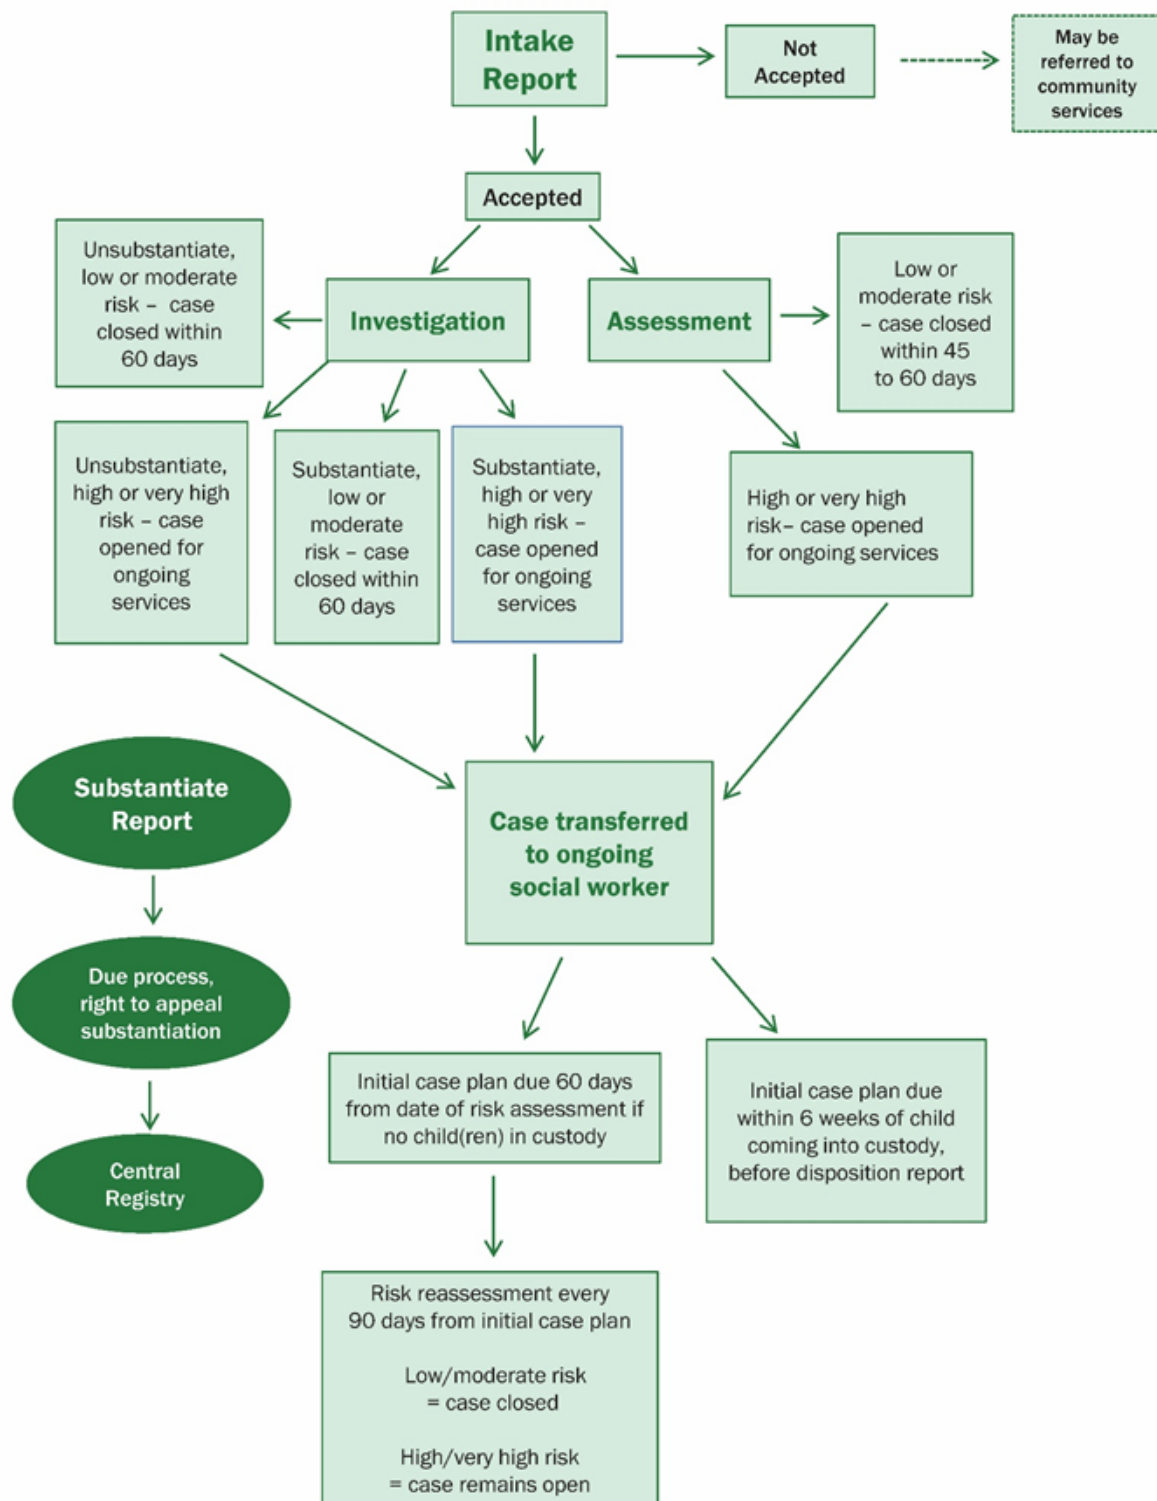 Intake
Report
Not
Accepted
May be
referred to
community
services
Accepted
Unsubstantiate,
low or moderate
risk – case
closed within
60 days
Investigation
Assessment
Low or
moderate risk
– case closed
within 45
to 60 days
Unsubstantiate,
high or very high
risk – case
opened for
ongoing
services
Substantiate,
low or
moderate
risk – case
closed within
60 days
Substantiate,
high or very
high risk –
case opened
for ongoing
services
High or very high
risk– case opened
for ongoing services
Substantiate
Report
Case transferred
to ongoing
social worker
Due process,
right to appeal
substantiation
Initial case plan due 60 days
from date of risk assessment if
no child(ren) in custody
Initial case plan due
within 6 weeks of child
coming into custody,
before disposition report
Central
Registry
Risk reassessment every
90 days from initial case plan
Low/moderate risk
= case closed
High/very high risk
= case remains open